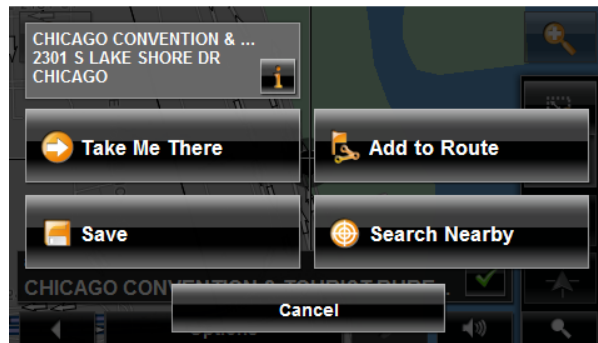 CHICAGO CONVENTION & ...
2301 S LAKE SHORE DR
CHICAGO
i
Take Me There
Add to Route
Save
Search Nearby
CHICAGO CONVENTION & TOURIST BURE...
Cancel
Options